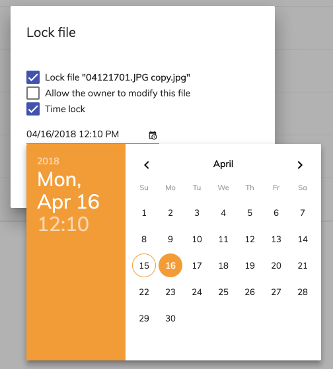 Lock file
Lock file "04121701.JPG copy.jpg"
Allow the owner to modify this file
Time lock
04/16/2018 12:10 PM
2018
Mon,
Apr 16
12:10
April
Su Mo Tu We Th Fr Sa
1 2 3 4 5 6 7
8 9 10 11 12 13 14
15 16 17 18 19 20 21
22 23 24 25 26 27 28
29 30